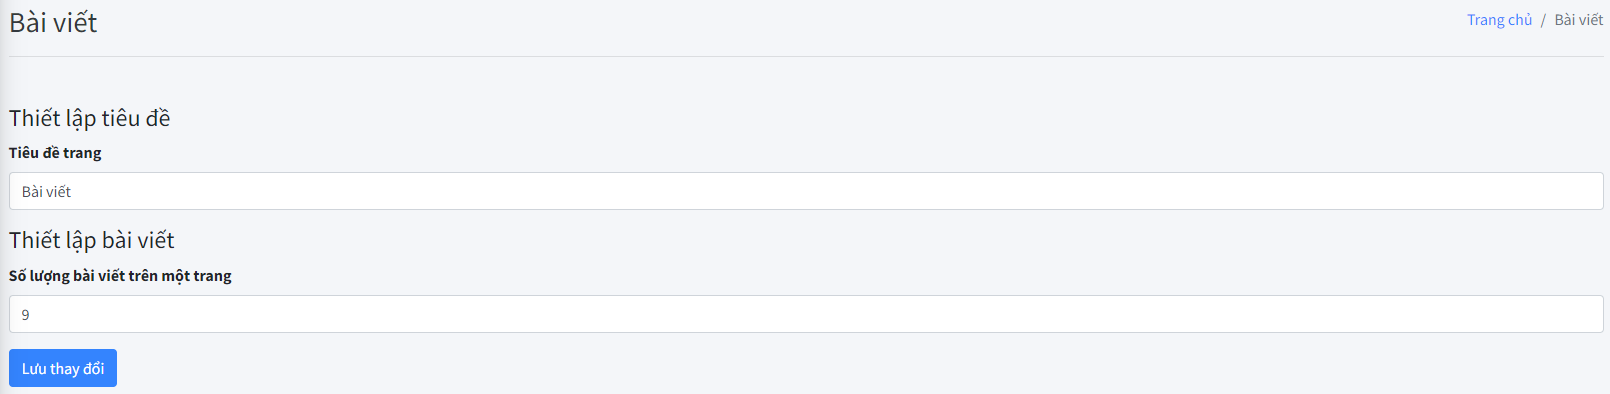 Bài viết
Trang chủ / Bài viết
Thiết lập tiêu đề
Tiêu đề trang
Bài viết
Thiết lập bài viết
Số lượng bài viết trên một trang
9
Lưu thay đổi